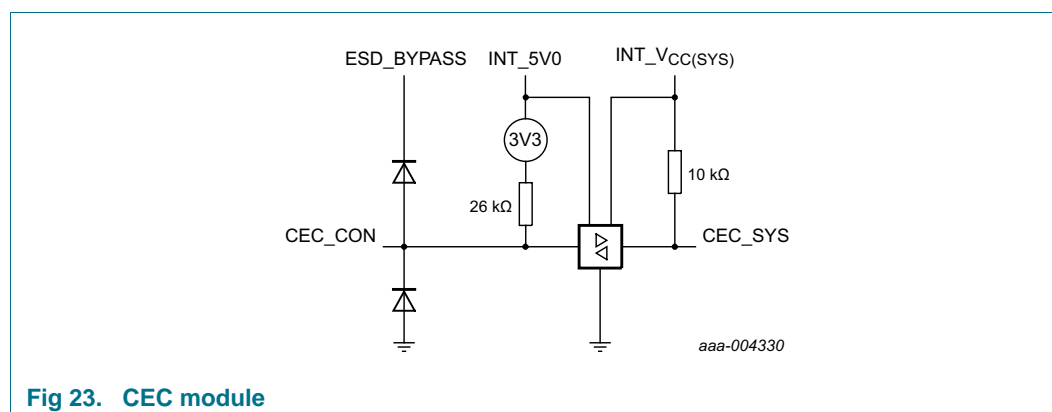 ESD_BYPASS INT_5V0 INT_VCC(SYS)
3V3
10 kΩ
26 kΩ
CEC_CON CEC_SYS
aaa-004330
Fig 23. CEC module